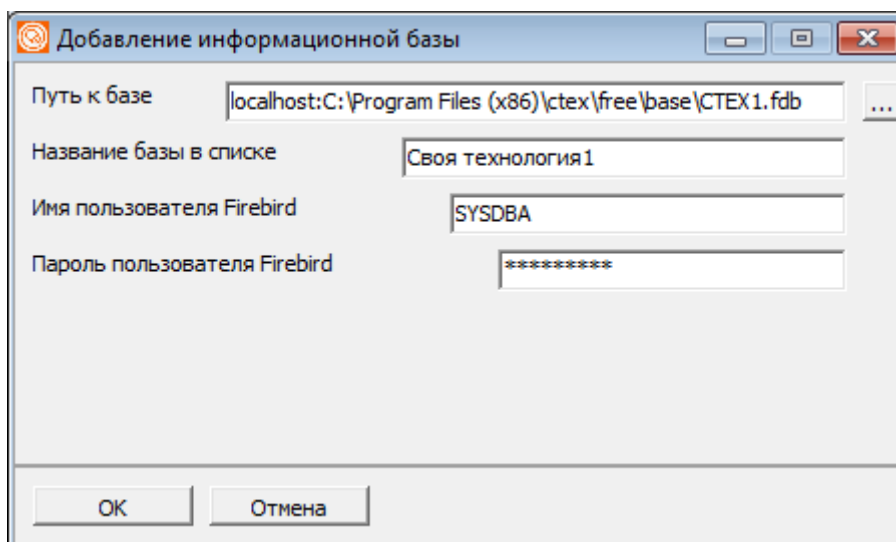 Добавление информационной базы
Путь к базе localhost:C:\Program Files (x86)\ctex\free\base\CTEX1.fdb ...
Название базы в списке Своя технология1
Имя пользователя Firebird SYSDBA
Пароль пользователя Firebird *********
OK Отмена